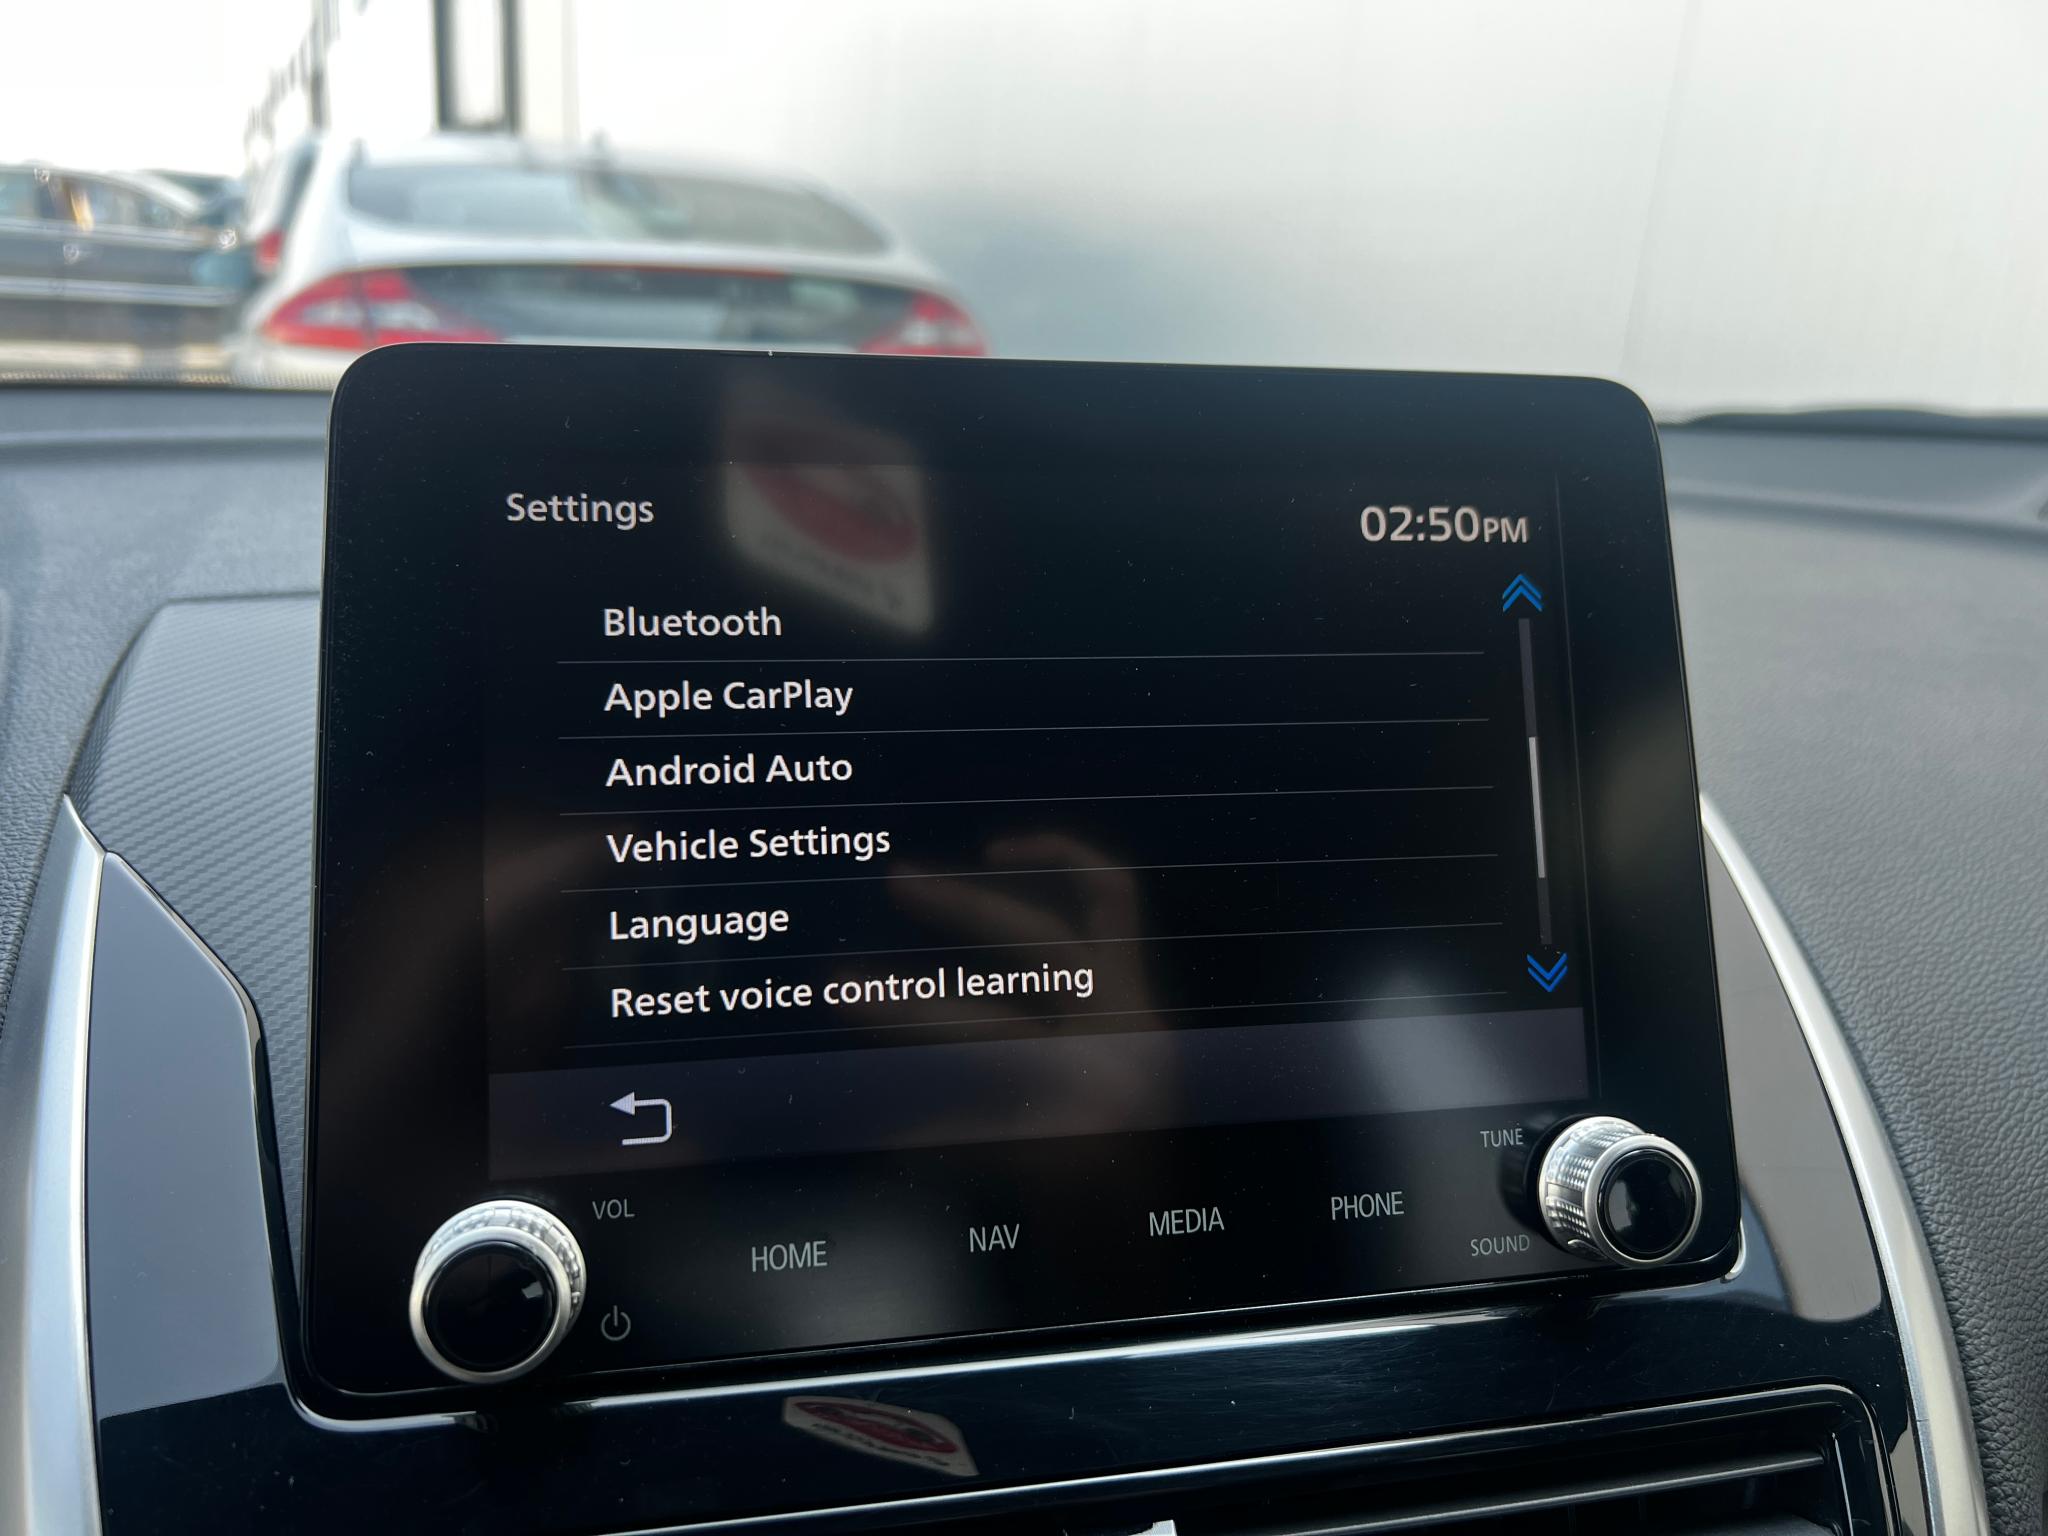 Settings
02:50PM
Bluetooth
Apple CarPlay
Android Auto
Vehicle Settings
Language
Reset voice control learning
VOL
HOME
NAV
MEDIA
PHONE
TUNE
SOUND